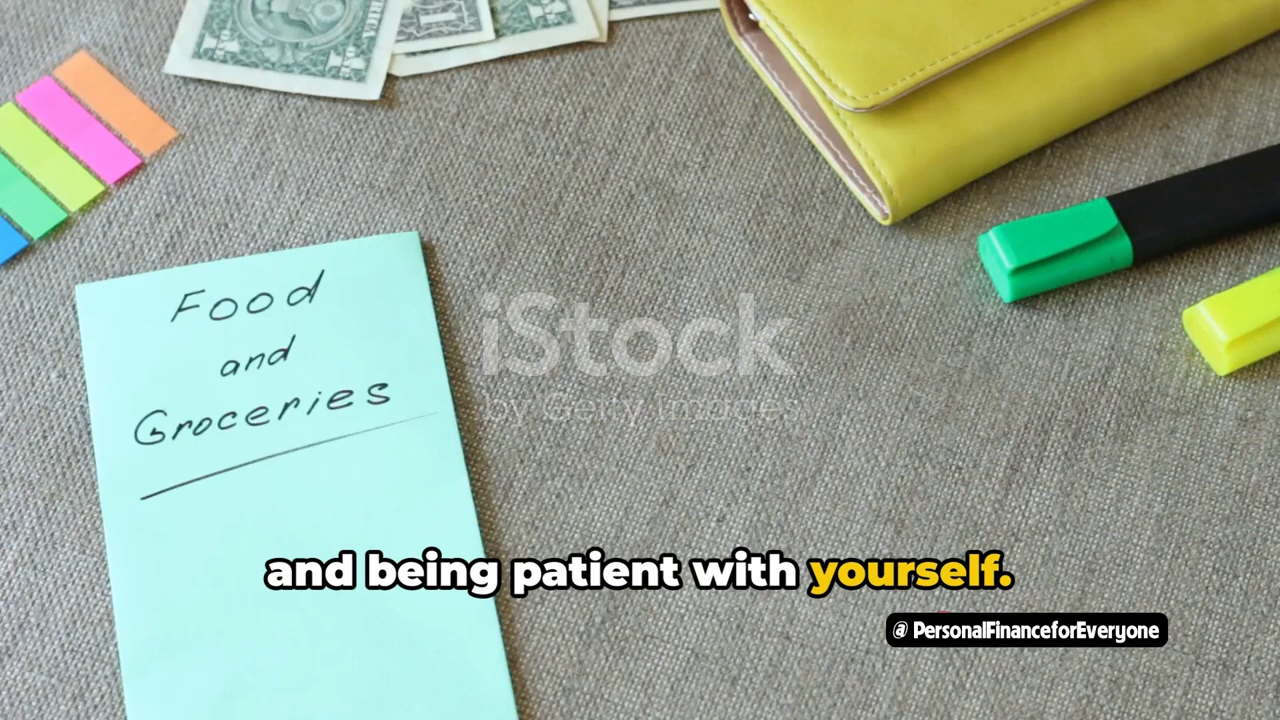 Food
and
Groceries
iStock
by Getty Images
and being patient with yourself.
@ PersonalFinanceforEveryone